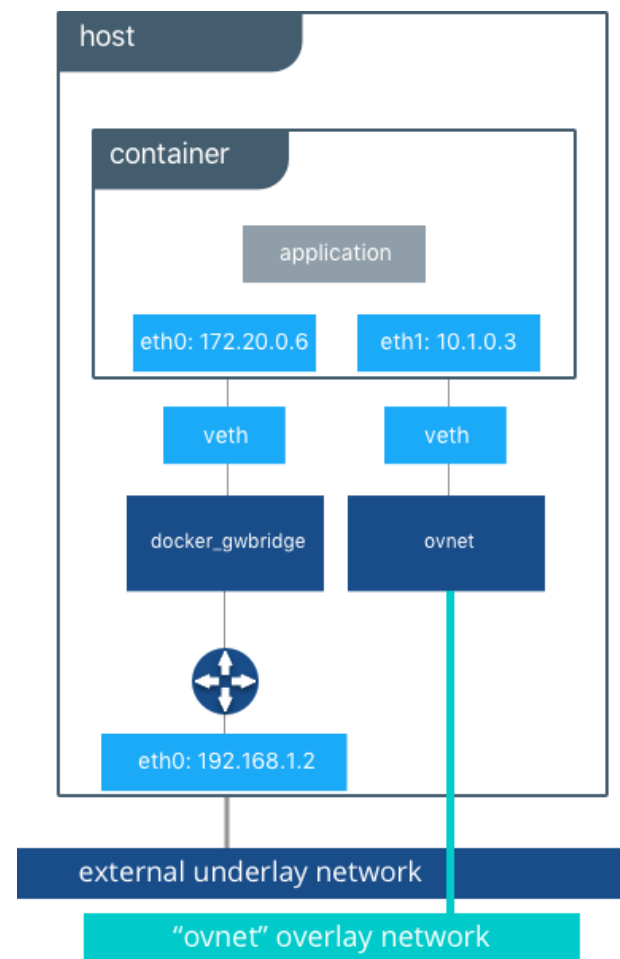 host
container
application
eth0: 172.20.0.6
eth1: 10.1.0.3
veth
veth
docker_gwbridge
ovnet
eth0: 192.168.1.2
external underlay network
“ovnet” overlay network